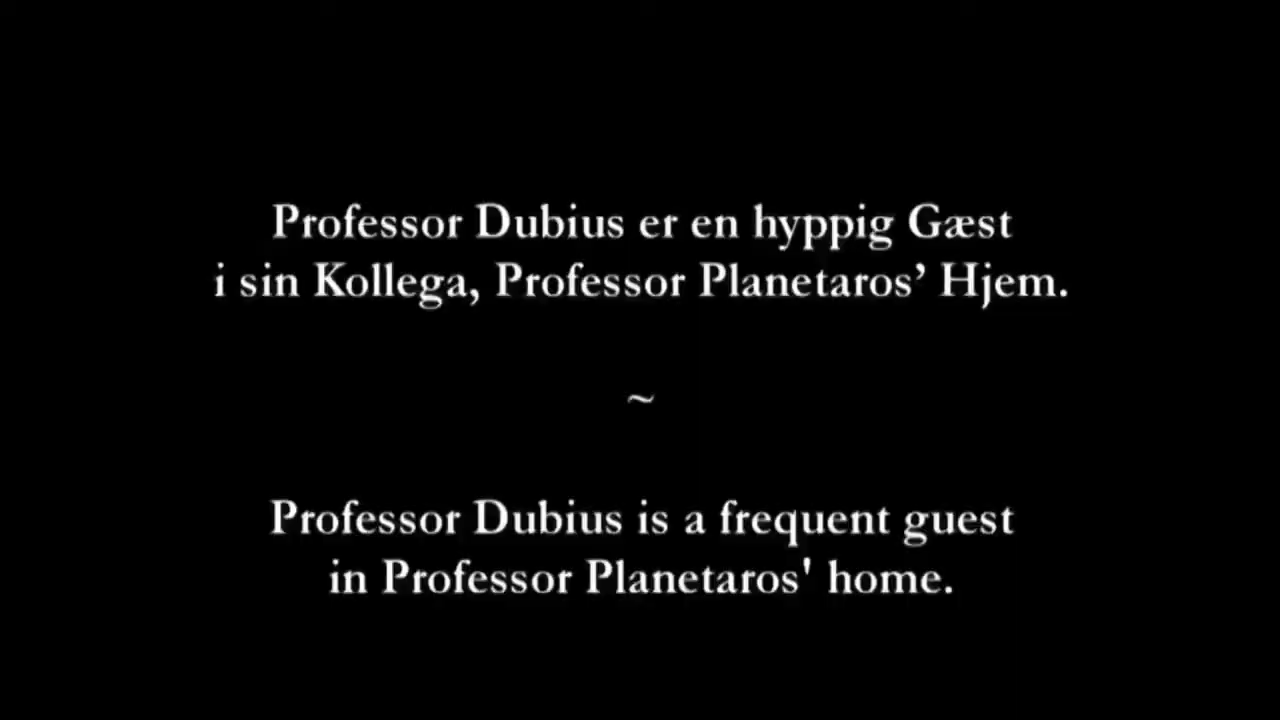 Professor Dubius er en hyppig Gæst
i sin Kollega, Professor Planetaros’ Hjem.
~
Professor Dubius is a frequent guest
in Professor Planetaros' home.